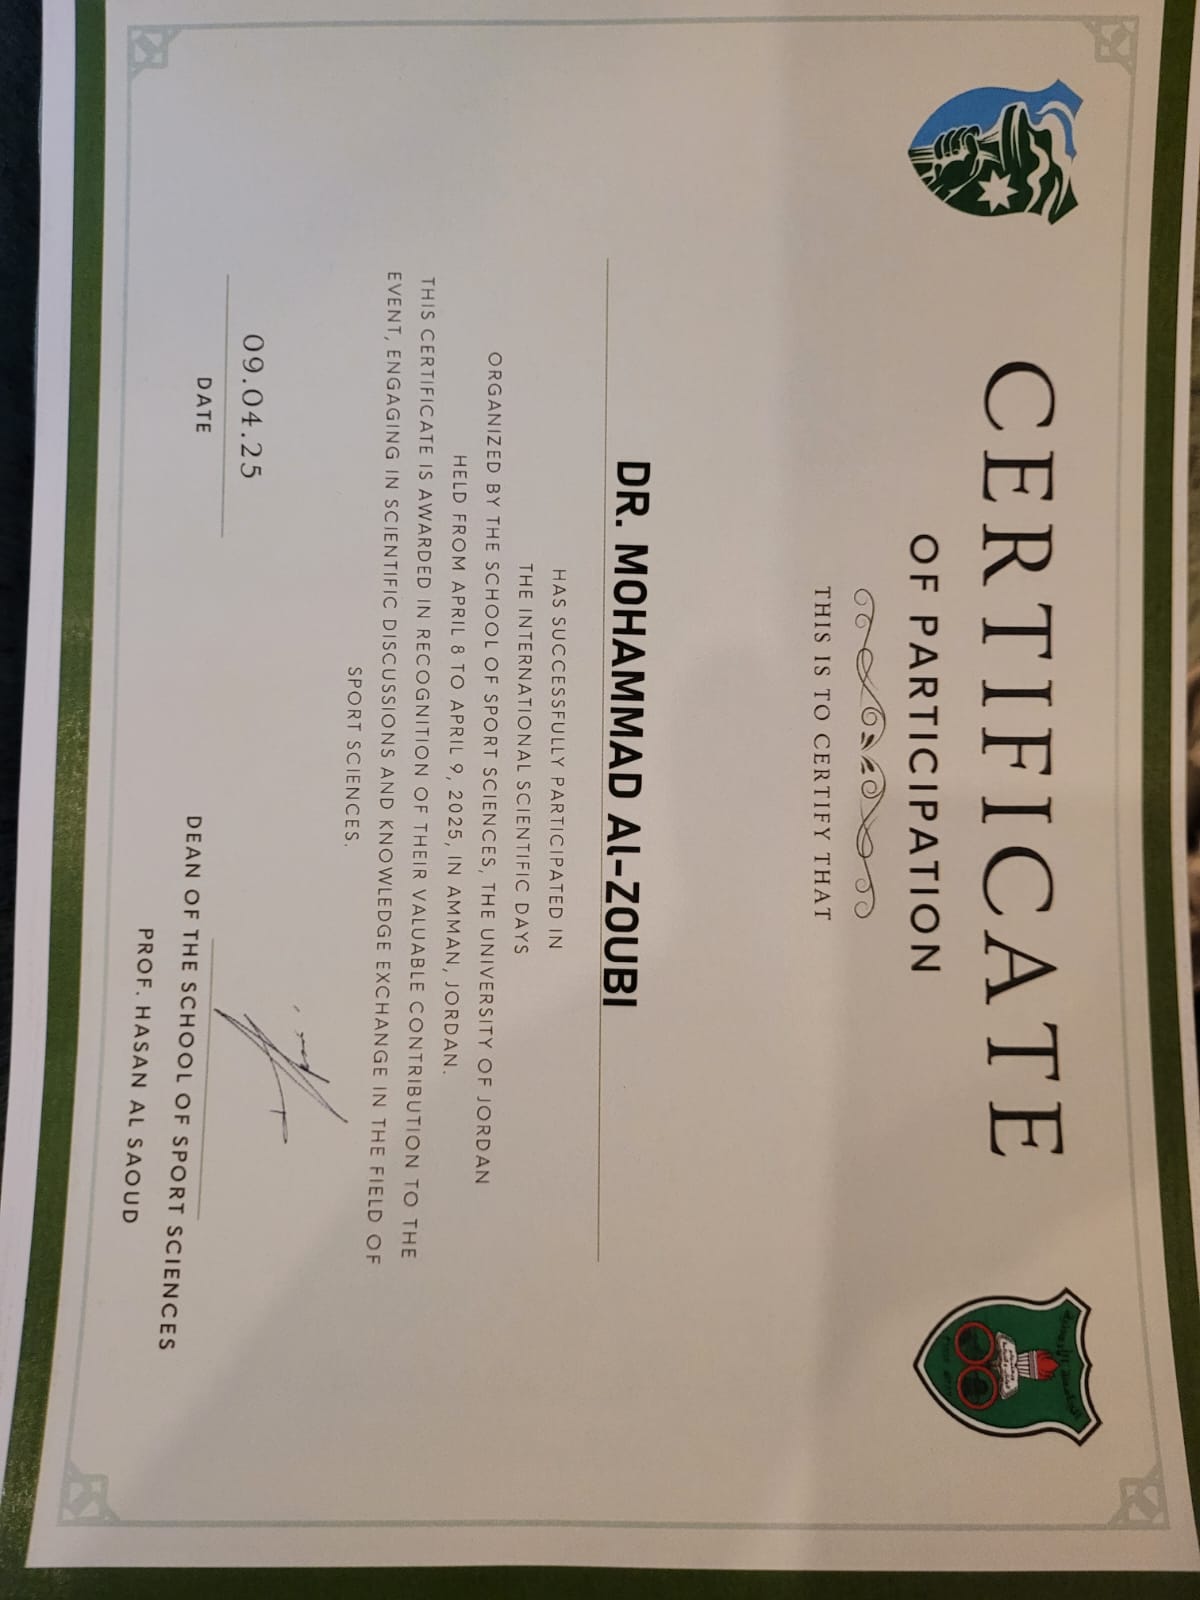 CERTIFICATE
OF PARTICIPATION
THIS IS TO CERTIFY THAT
DR. MOHAMMAD Al-ZOUBI
HAS SUCCESSFULLY PARTICIPATED IN
THE INTERNATIONAL SCIENTIFIC DAYS
ORGANIZED BY THE SCHOOL OF SPORT SCIENCES, THE UNIVERSITY OF JORDAN
HELD FROM APRIL 8 TO APRIL 9, 2025, IN AMMAN, JORDAN.
THIS CERTIFICATE IS AWARDED IN RECOGNITION OF THEIR VALUABLE CONTRIBUTION TO THE
EVENT, ENGAGING IN SCIENTIFIC DISCUSSIONS AND KNOWLEDGE EXCHANGE IN THE FIELD OF
SPORT SCIENCES.
09.04.25
DATE
DEAN OF THE SCHOOL OF SPORT SCIENCES
PROF. HASAN AL SAOUD